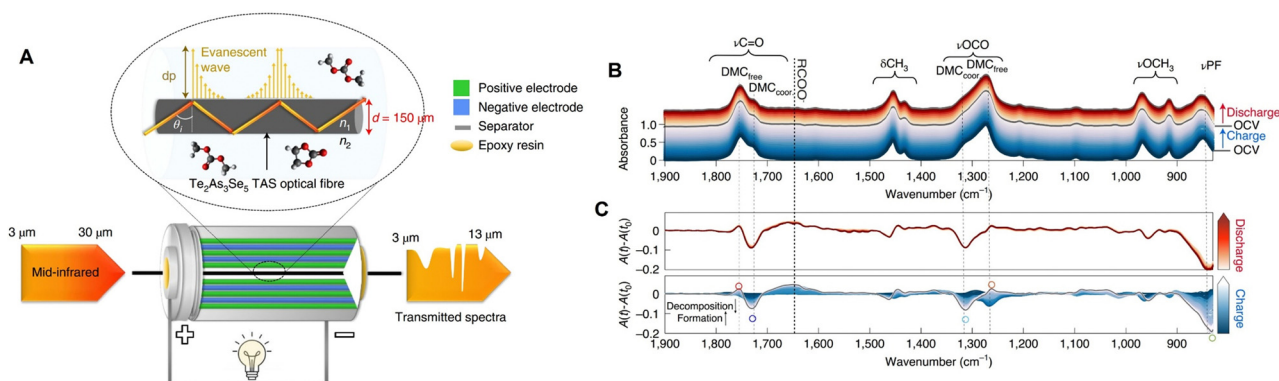 A
dp
Evanescent
wave
θi
n1
n2
d = 150 μm
Te2As3Se5 TAS optical fibre
Positive electrode
Negative electrode
Separator
Epoxy resin
3 μm
30 μm
Mid-infrared
3 μm
13 μm
Transmitted spectra
B
νC=O
DMCfree
DMCcoor.
RCOO
δCH3
νOCO
DMCcoor.
DMCfree
νOCH3
νPF
Absorbance
1.0
0.5
0
Discharge
OCV
Charge
OCV
1,900 1,800 1,700 1,600 1,500 1,400 1,300 1,200 1,100 1,000 900
Wavenumber (cm−1)
C
A(t)-A(t0)
0
−0.1
−0.2
Discharge
A(t)-A(t0)
0
−0.1
−0.2
Decomposition
Formation
Charge
1,900 1,800 1,700 1,600 1,500 1,400 1,300 1,200 1,100 1,000 900
Wavenumber (cm−1)